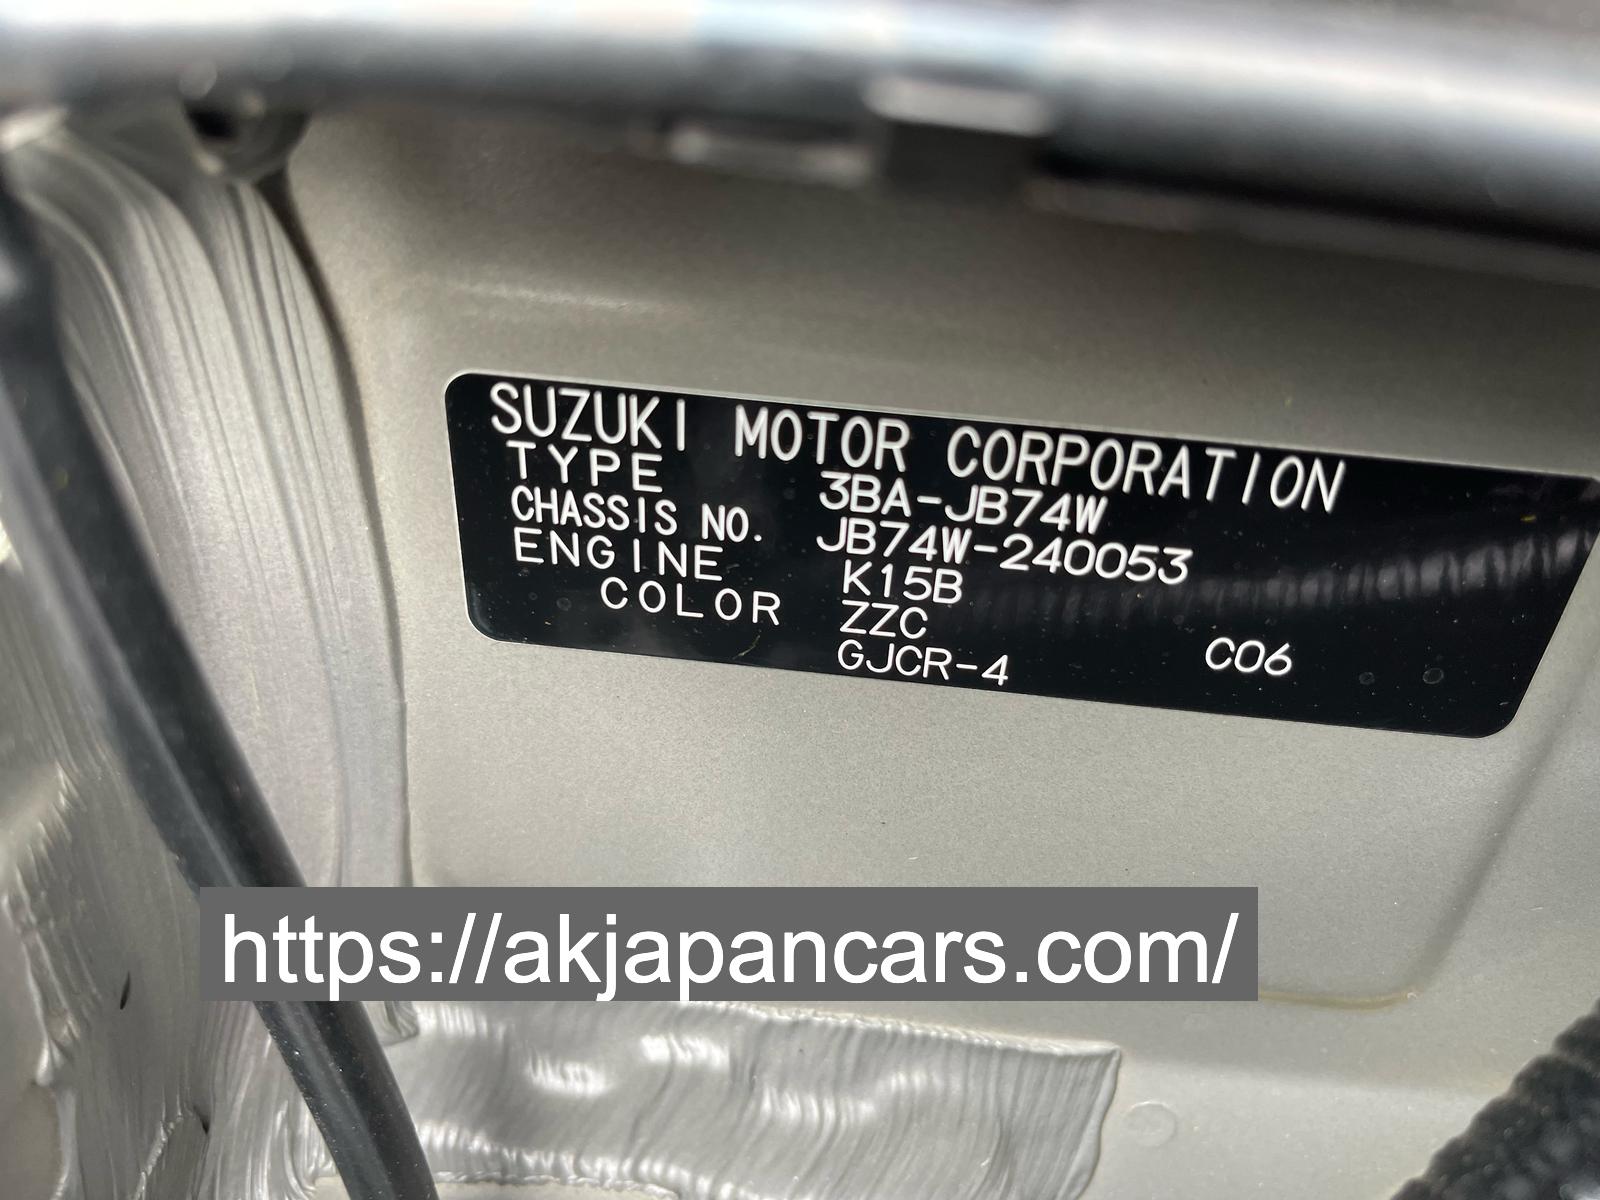 SUZUKI MOTOR CORPORATION
TYPE 3BA-JB74W
CHASSIS NO. JB74W-240053
ENGINE K15B
COLOR ZZC
GJCR-4 C06
https://akjapancars.com/